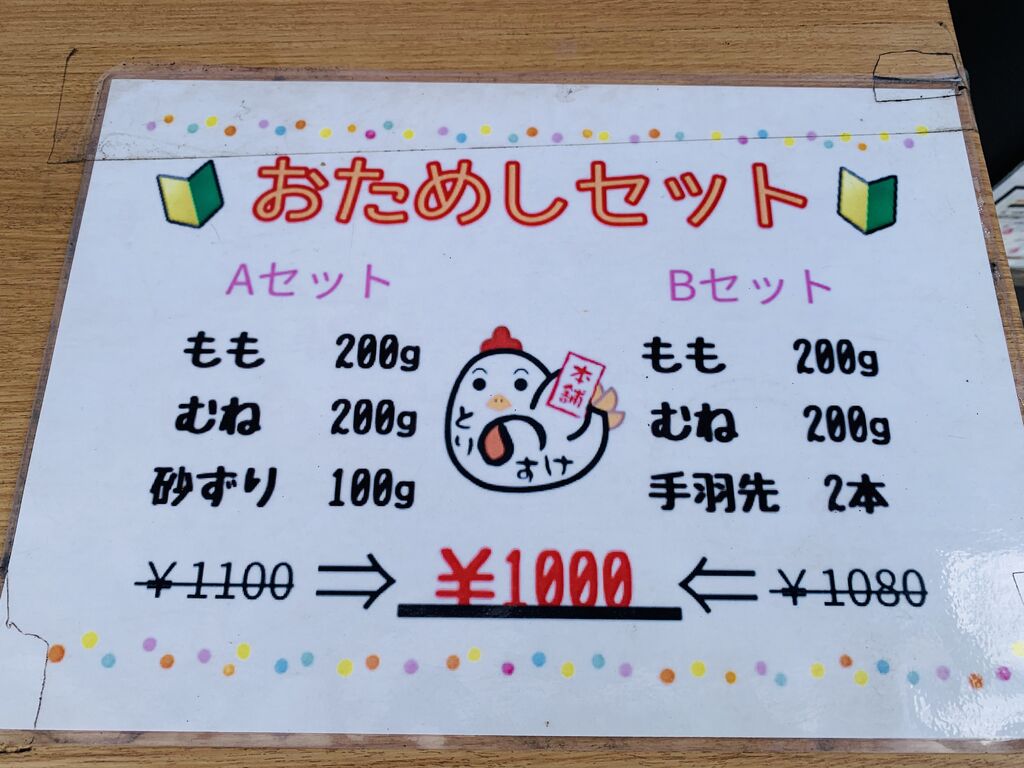 おためしセット
Aセット
もも 200g
むね 200g
砂ずり 100g
Bセット
もも 200g
むね 200g
手羽先 2本
とりすけ
本舗
￥1100 ⇒ ￥1000 ⇐ ￥1080